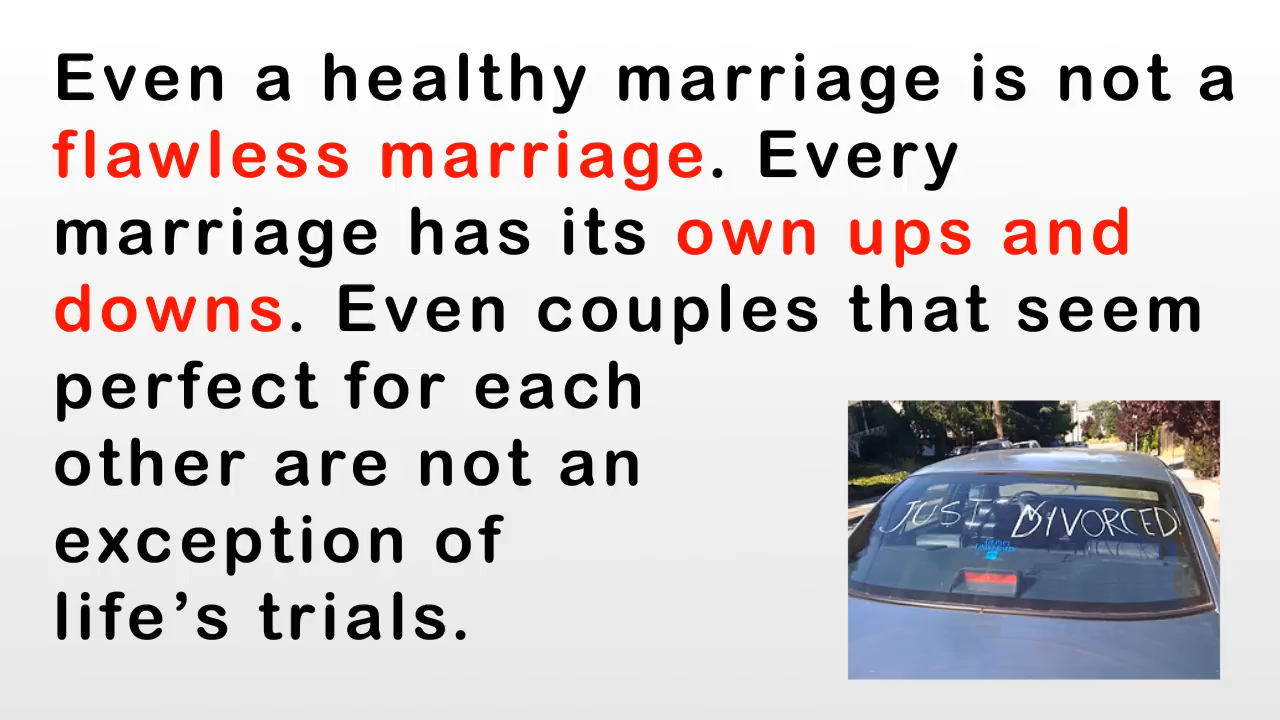 Even a healthy marriage is not a
flawless marriage. Every
marriage has its own ups and
downs. Even couples that seem
perfect for each
other are not an
exception of
life’s trials.
JUST DIVORCED!